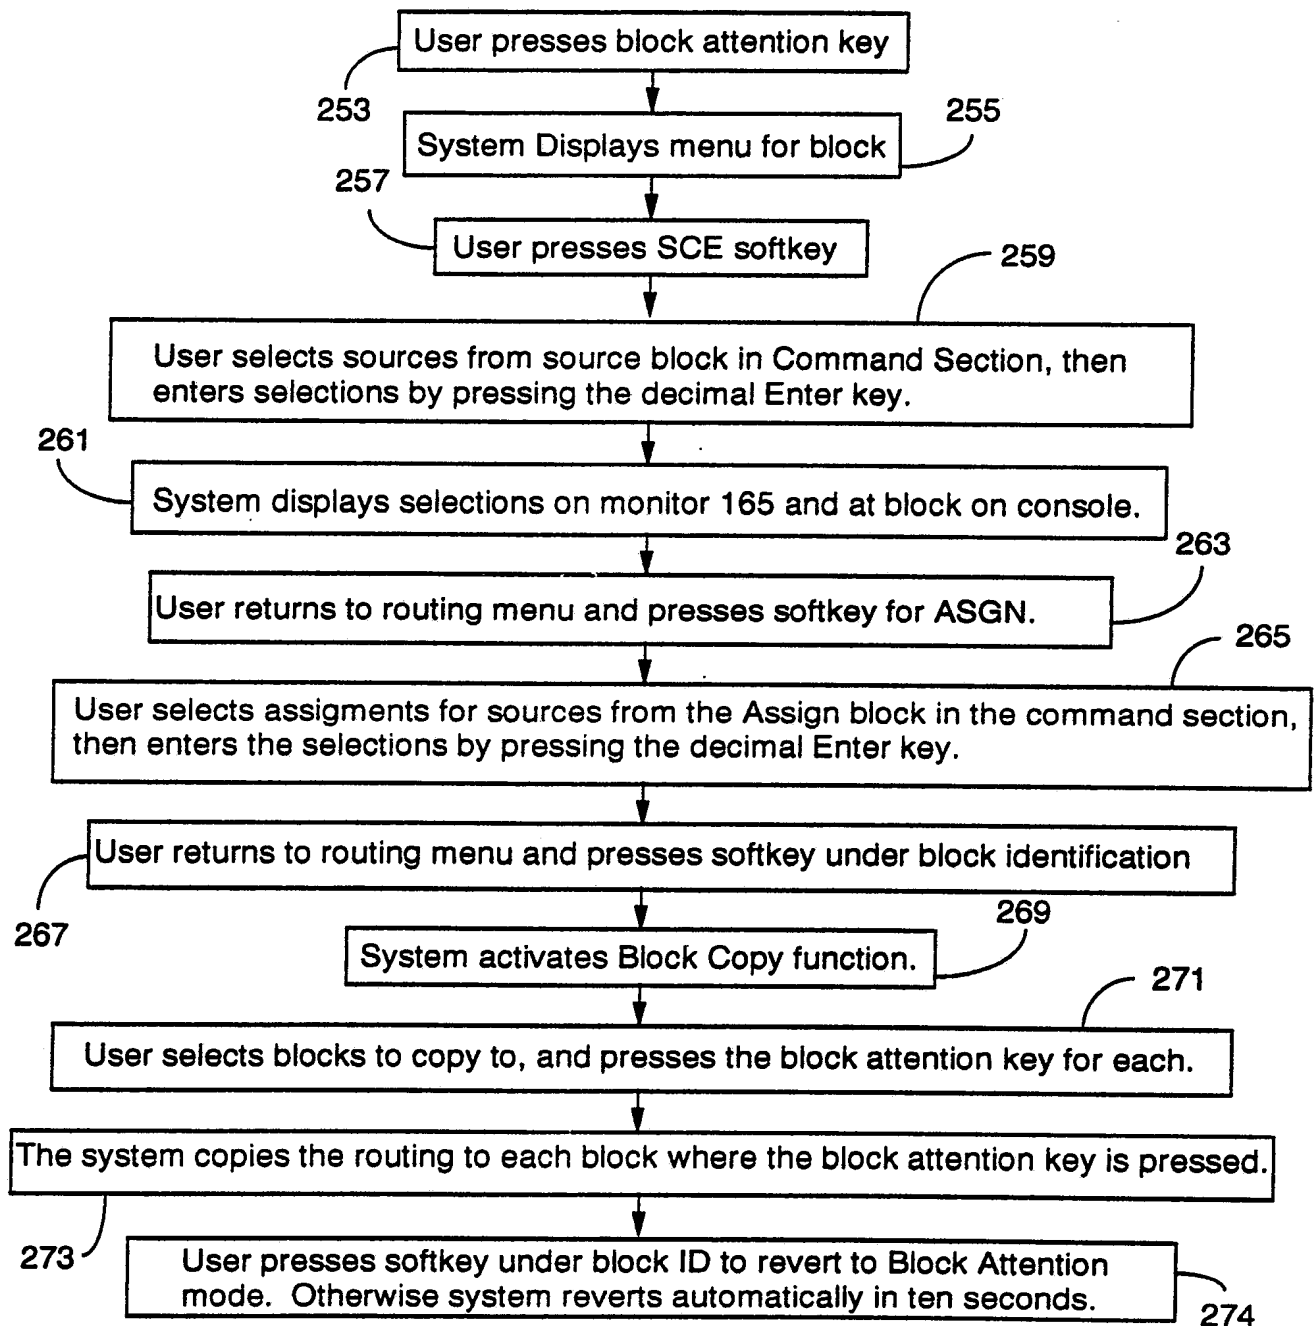 User presses block attention key
253
255
System Displays menu for block
257
User presses SCE softkey
259
User selects sources from source block in Command Section, then
enters selections by pressing the decimal Enter key.
261
System displays selections on monitor 165 and at block on console.
263
User returns to routing menu and presses softkey for ASGN.
265
User selects assigments for sources from the Assign block in the command section,
then enters the selections by pressing the decimal Enter key.
User returns to routing menu and presses softkey under block identification
267
269
System activates Block Copy function.
271
User selects blocks to copy to, and presses the block attention key for each.
The system copies the routing to each block where the block attention key is pressed.
273
User presses softkey under block ID to revert to Block Attention
mode. Otherwise system reverts automatically in ten seconds.
274